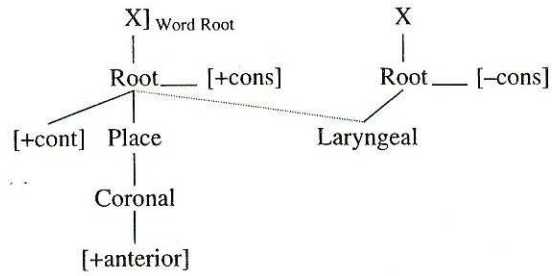 X] Word Root X
Root [+cons] Root [–cons]
[+cont] Place Laryngeal
Coronal
[+anterior]